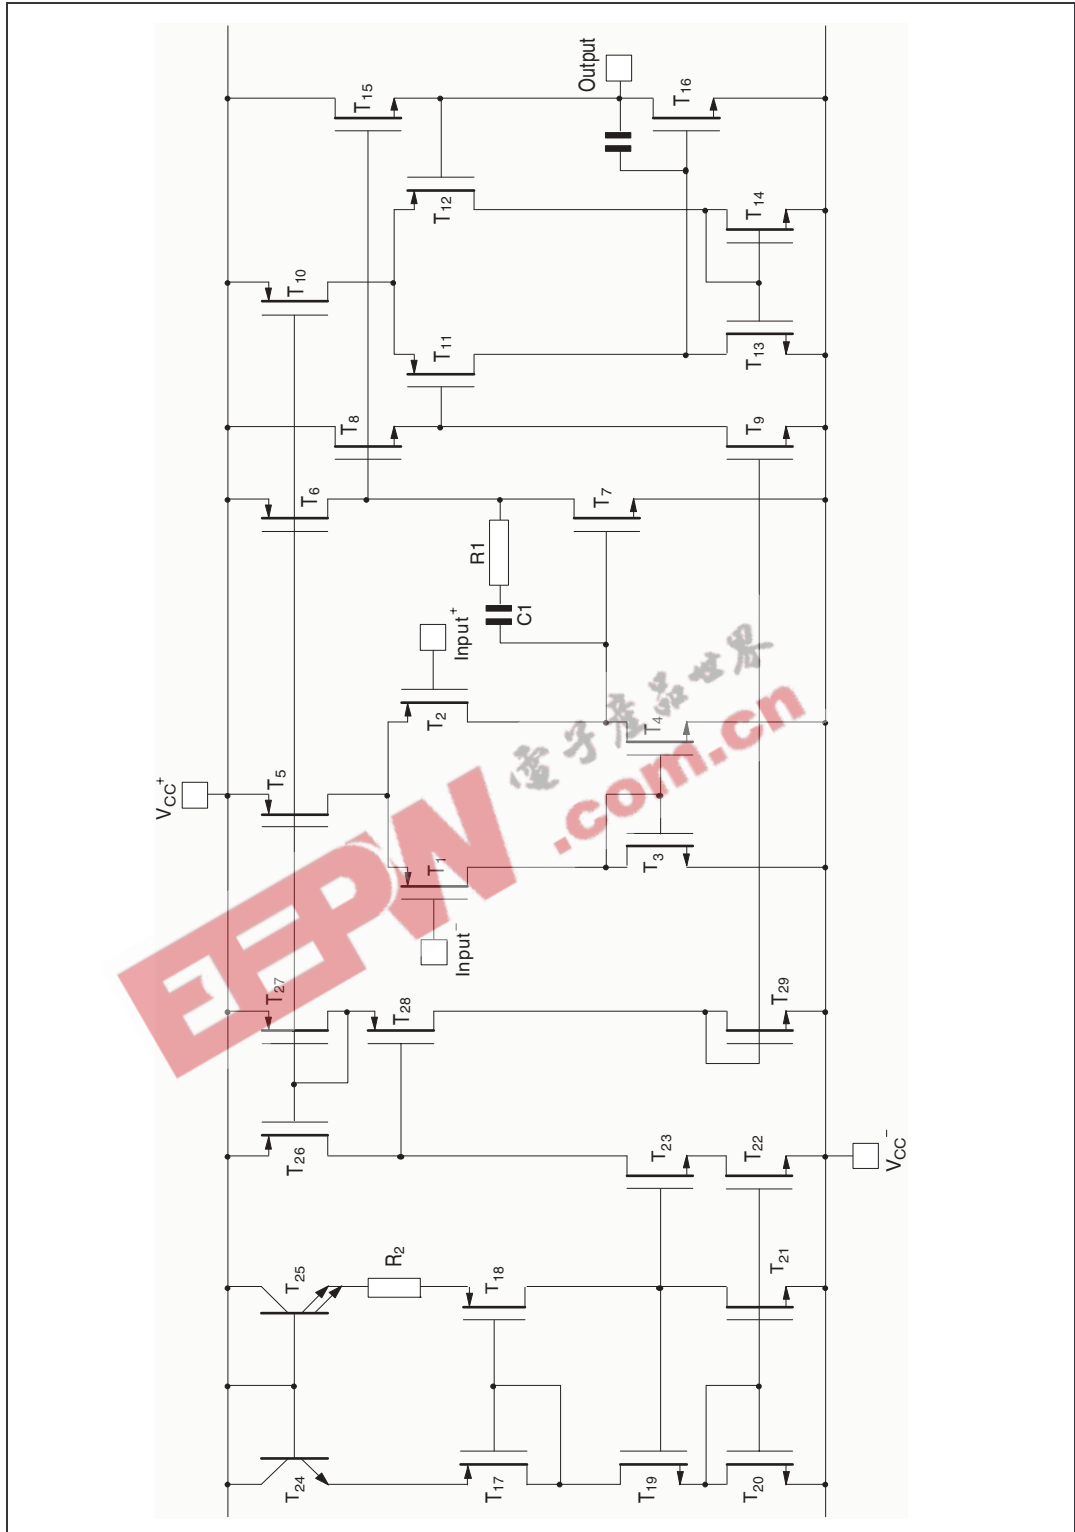 Output
T15
T16
T12
T14
T10
T11
T13
T8
T9
T6
T7
R1
C1
Input+
T2
T4
VCC+
T5
T1
T3
Input−
T27
T28
T29
T26
T23
T22
VCC−
T25
R2
T18
T21
T24
T17
T19
T20
EEPW
.com.cn
電子產品世界